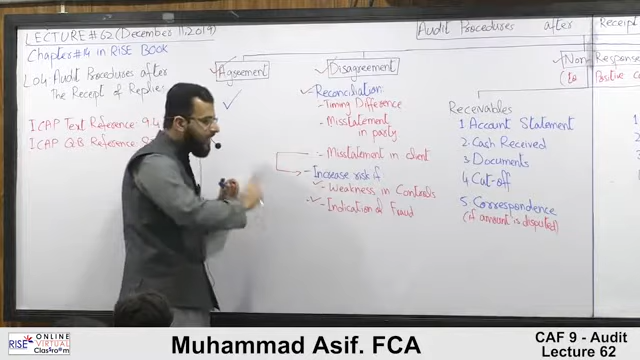 LECTURE #62 (December 11, 2019)
Chapter #14 in RISE BOOK
LO4: Audit Procedures after
The Receipt of Replies
ICAP Text Reference: 9.4
ICAP QB Reference:
Audit Procedures after Receipt
Agreement
Disagreement
Reconciliation:
- Timing Difference
- Misstatement
in party
- Misstatement in client
Increase risk if
- Weakness in Controls
- Indication of Fraud
Non Response
(to Positive
Receivables
1. Account Statement
2. Cash Received
3. Documents
4. Cut-off
5. Correspondence
(if amount is disputed)
RISE ONLINE
VIRTUAL
Classroom
Muhammad Asif. FCA
CAF 9 - Audit
Lecture 62